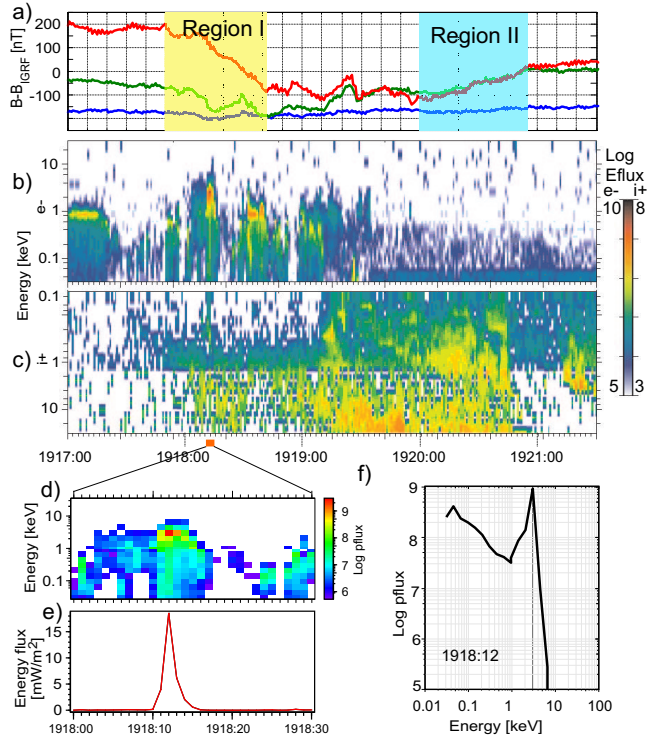 a)
200
100
0
-100
B-BIGRF [nT]
Region I
Region II
b)
10
1
0.1
e-
Energy [keV]
Log
Eflux
e- i+
10 8
5 3
c)
0.1
1
10
i+
1917:00 1918:00 1919:00 1920:00 1921:00
d)
10
1
0.1
Energy [keV]
9
8
7
6
Log pflux
e)
15
10
5
0
Energy flux
[mW/m²]
1918:00 1918:10 1918:20 1918:30
f)
9
8
7
6
5
Log pflux
1918:12
0.01 0.1 1 10 100
Energy [keV]